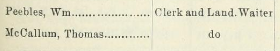 Peebles, Wm..................... Clerk and Land. Waiter
McCallum, Thomas............ do